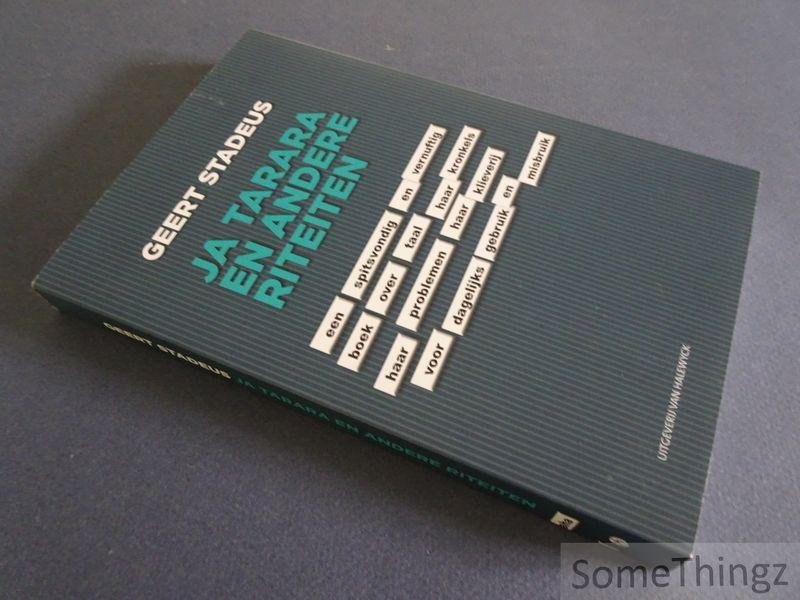 GEERT STADEUS
JA TARARA
EN ANDERE
RITEITEN
een spitsvondig en vernuftig
boek over taal haar kronkels
haar problemen haar klieverij
voor dagelijks gebruik en misbruik
UITGEVERIJ VAN HALEWYCK
GEERT STADEUS JA TARARA EN ANDERE RITEITEN
SomeThingz